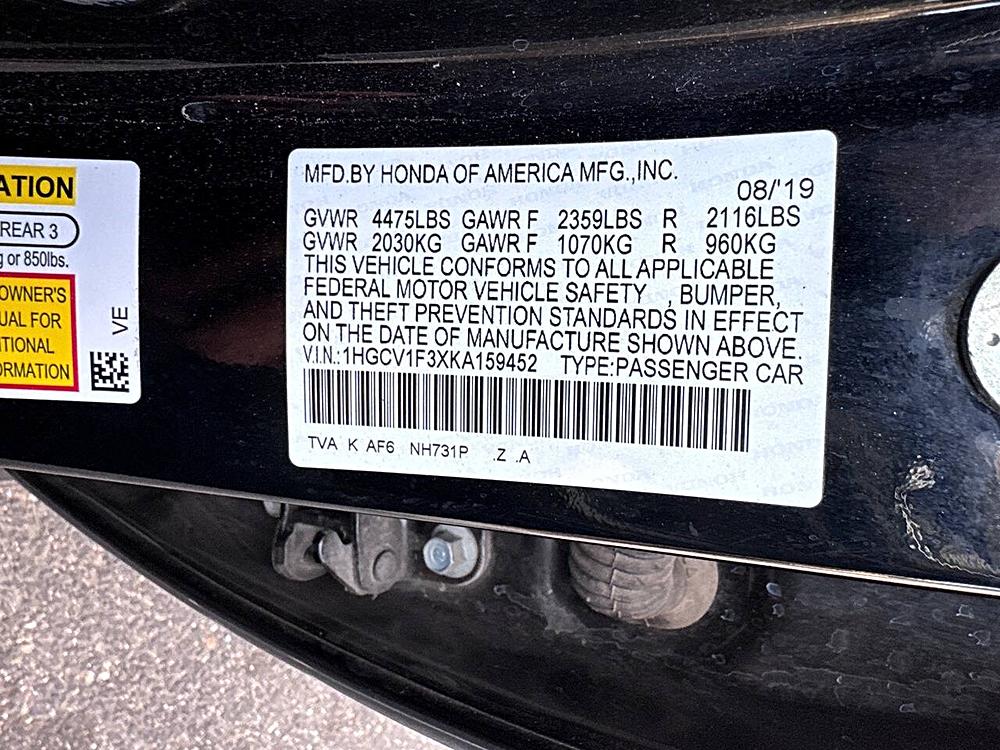 ATION
REAR 3
g or 850lbs.
OWNER'S
UAL FOR
ITIONAL
ORMATION
VE
MFD.BY HONDA OF AMERICA MFG.,INC.
08/'19
GVWR 4475LBS GAWR F 2359LBS R 2116LBS
GVWR 2030KG GAWR F 1070KG R 960KG
THIS VEHICLE CONFORMS TO ALL APPLICABLE
FEDERAL MOTOR VEHICLE SAFETY , BUMPER,
AND THEFT PREVENTION STANDARDS IN EFFECT
ON THE DATE OF MANUFACTURE SHOWN ABOVE.
V.I.N.:1HGCV1F3XKA159452 TYPE:PASSENGER CAR
TVA K AF6 NH731P .Z .A